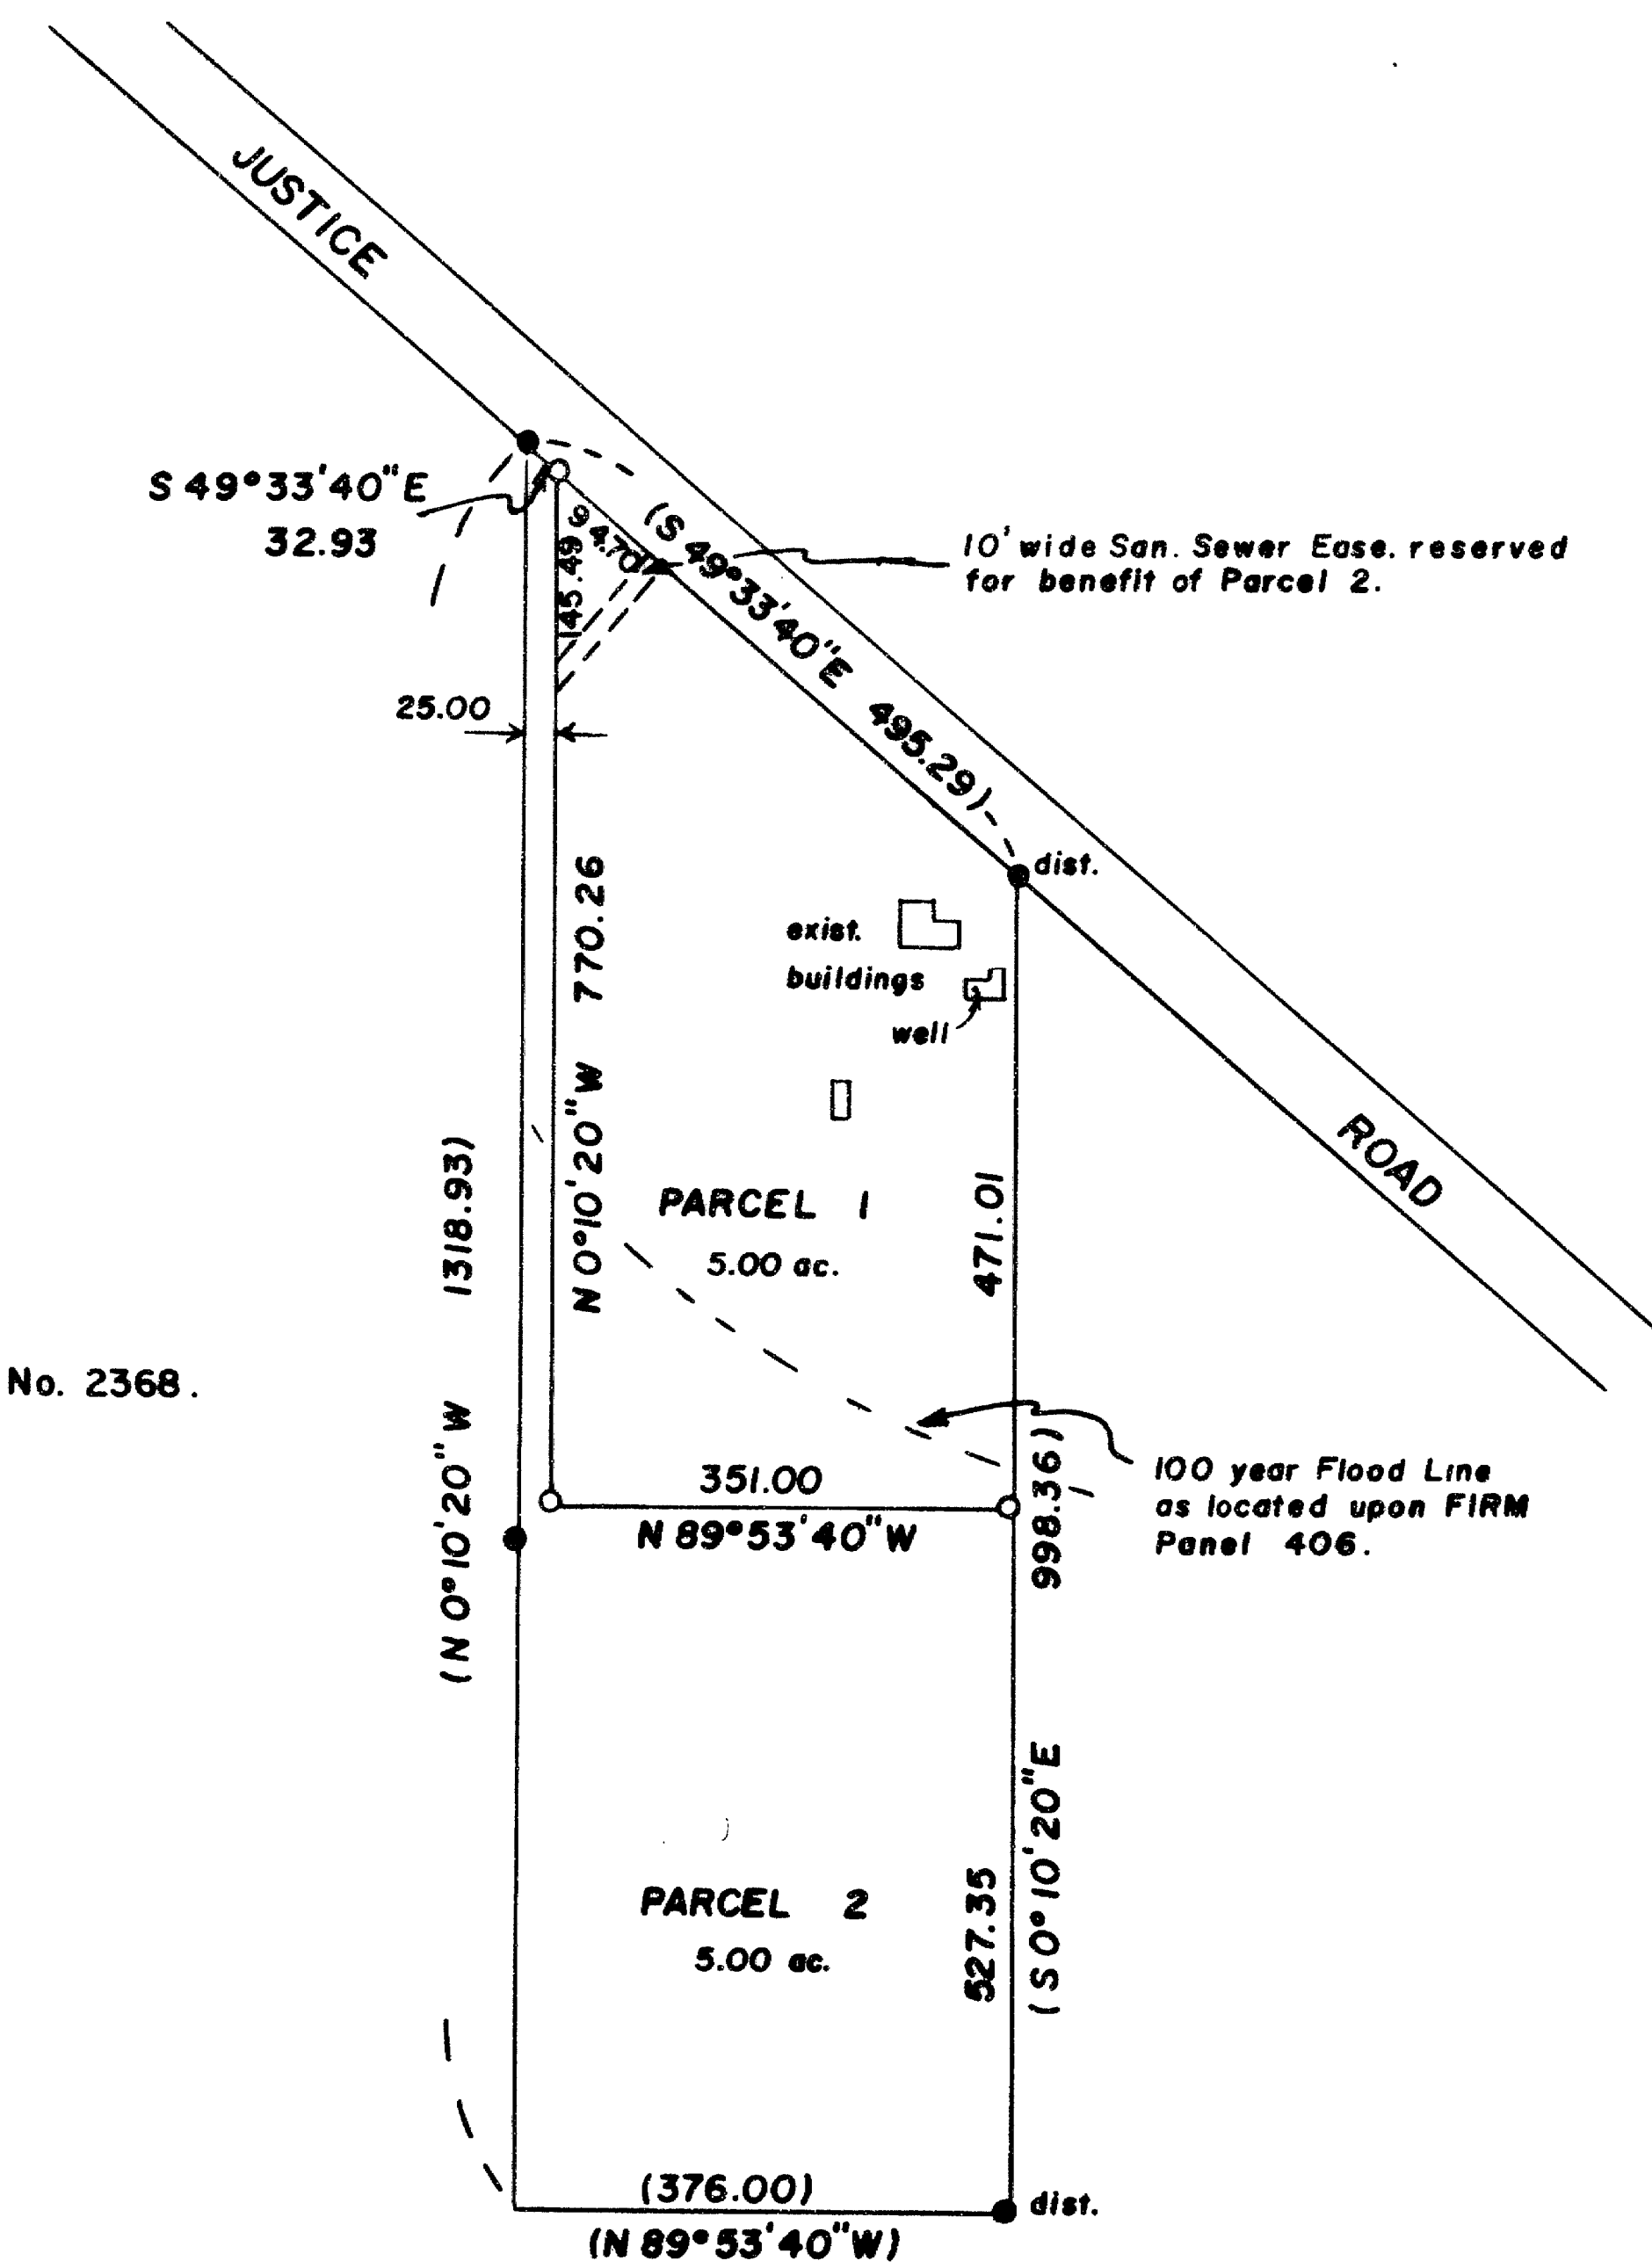 JUSTICE
S 49°33'40"E
32.93
94.70
145.49
(S 49°33'40"E 495.29)
10' wide San. Sewer Ease. reserved
for benefit of Parcel 2.
25.00
dist.
exist.
buildings
well
N 0°10'20"W 770.26
ROAD
PARCEL 1
5.00 ac.
471.01
(N 0°10'20"W 1318.93)
No. 2368.
351.00
N 89°53'40"W
100 year Flood Line
as located upon FIRM
Panel 406.
(S 0°10'20"E 998.36)
PARCEL 2
5.00 ac.
527.35
(376.00)
(N 89°53'40"W)
dist.